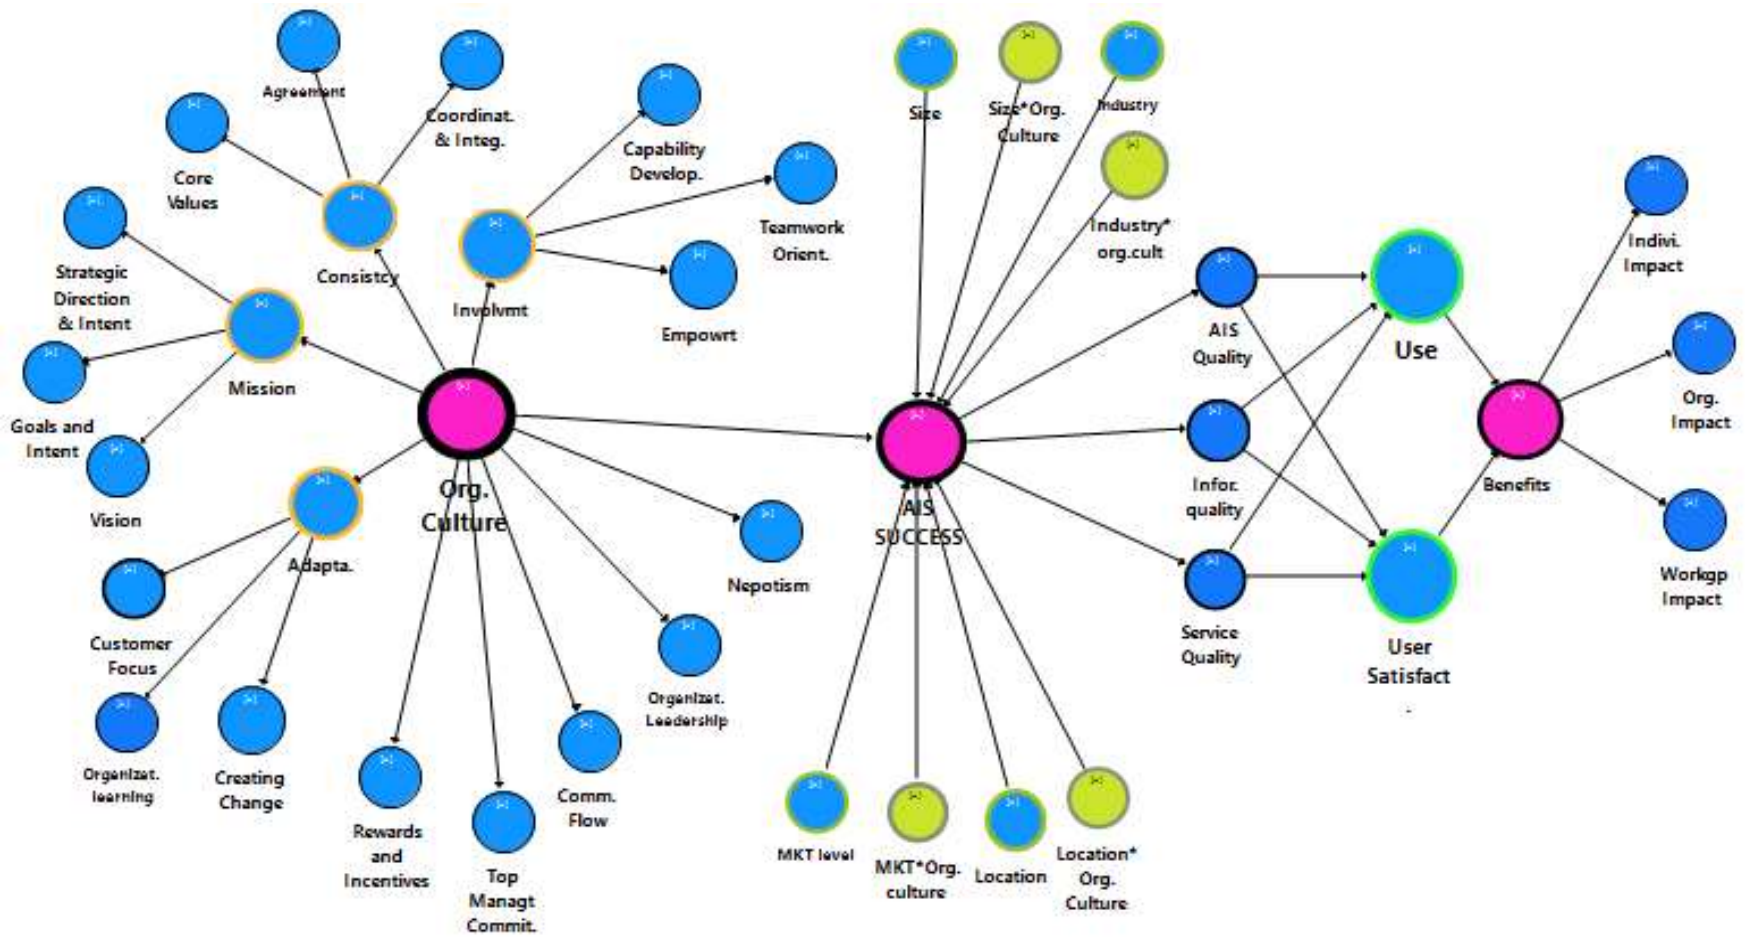 Agreement
Coordinat.
& Integ.
Core
Values
Capability
Develop.
Teamwork
Orient.
Empowrt
Consistcy
Involvmt
Strategic
Direction
& Intent
Mission
Goals and
Intent
Vision
Adapta.
Customer
Focus
Organizat.
learning
Creating
Change
Org.
Culture
Nepotism
Organizat.
Leadership
Comm.
Flow
Rewards
and
Incentives
Top
Managt
Commit.
Size
Size*Org.
Culture
Industry
Industry*
org.cult
AIS
SUCCESS
MKT level
MKT*Org.
culture
Location
Location*
Org.
Culture
AIS
Quality
Infor.
quality
Service
Quality
Use
User
Satisfact
.
Benefits
Indivi.
Impact
Org.
Impact
Workgp
Impact